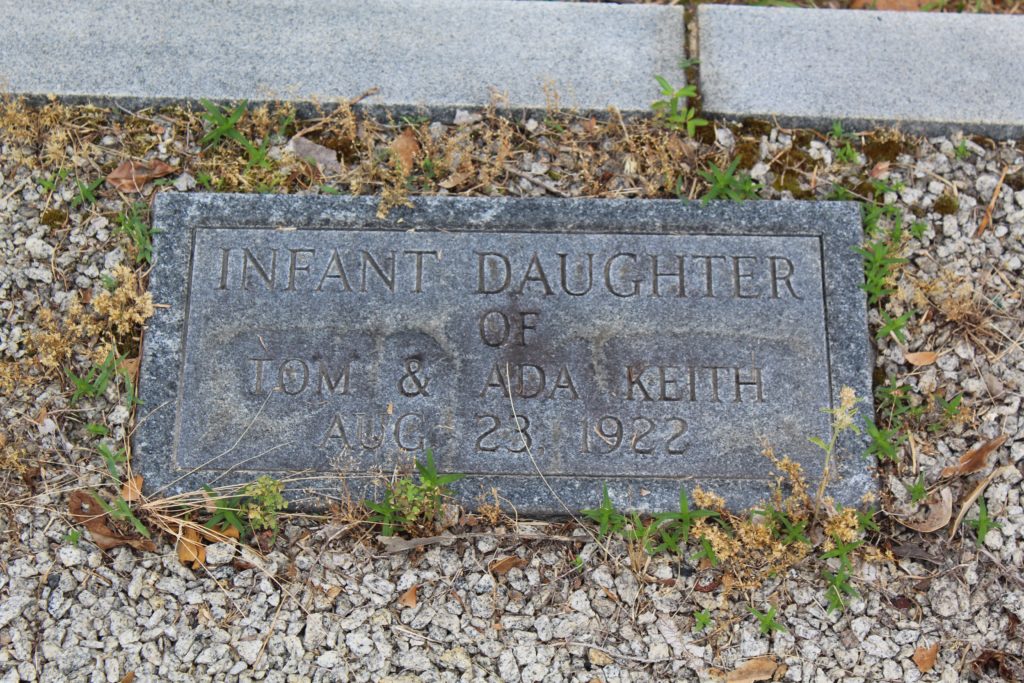 INFANT DAUGHTER
OF
TOM & ADA KEITH
AUG 23, 1922